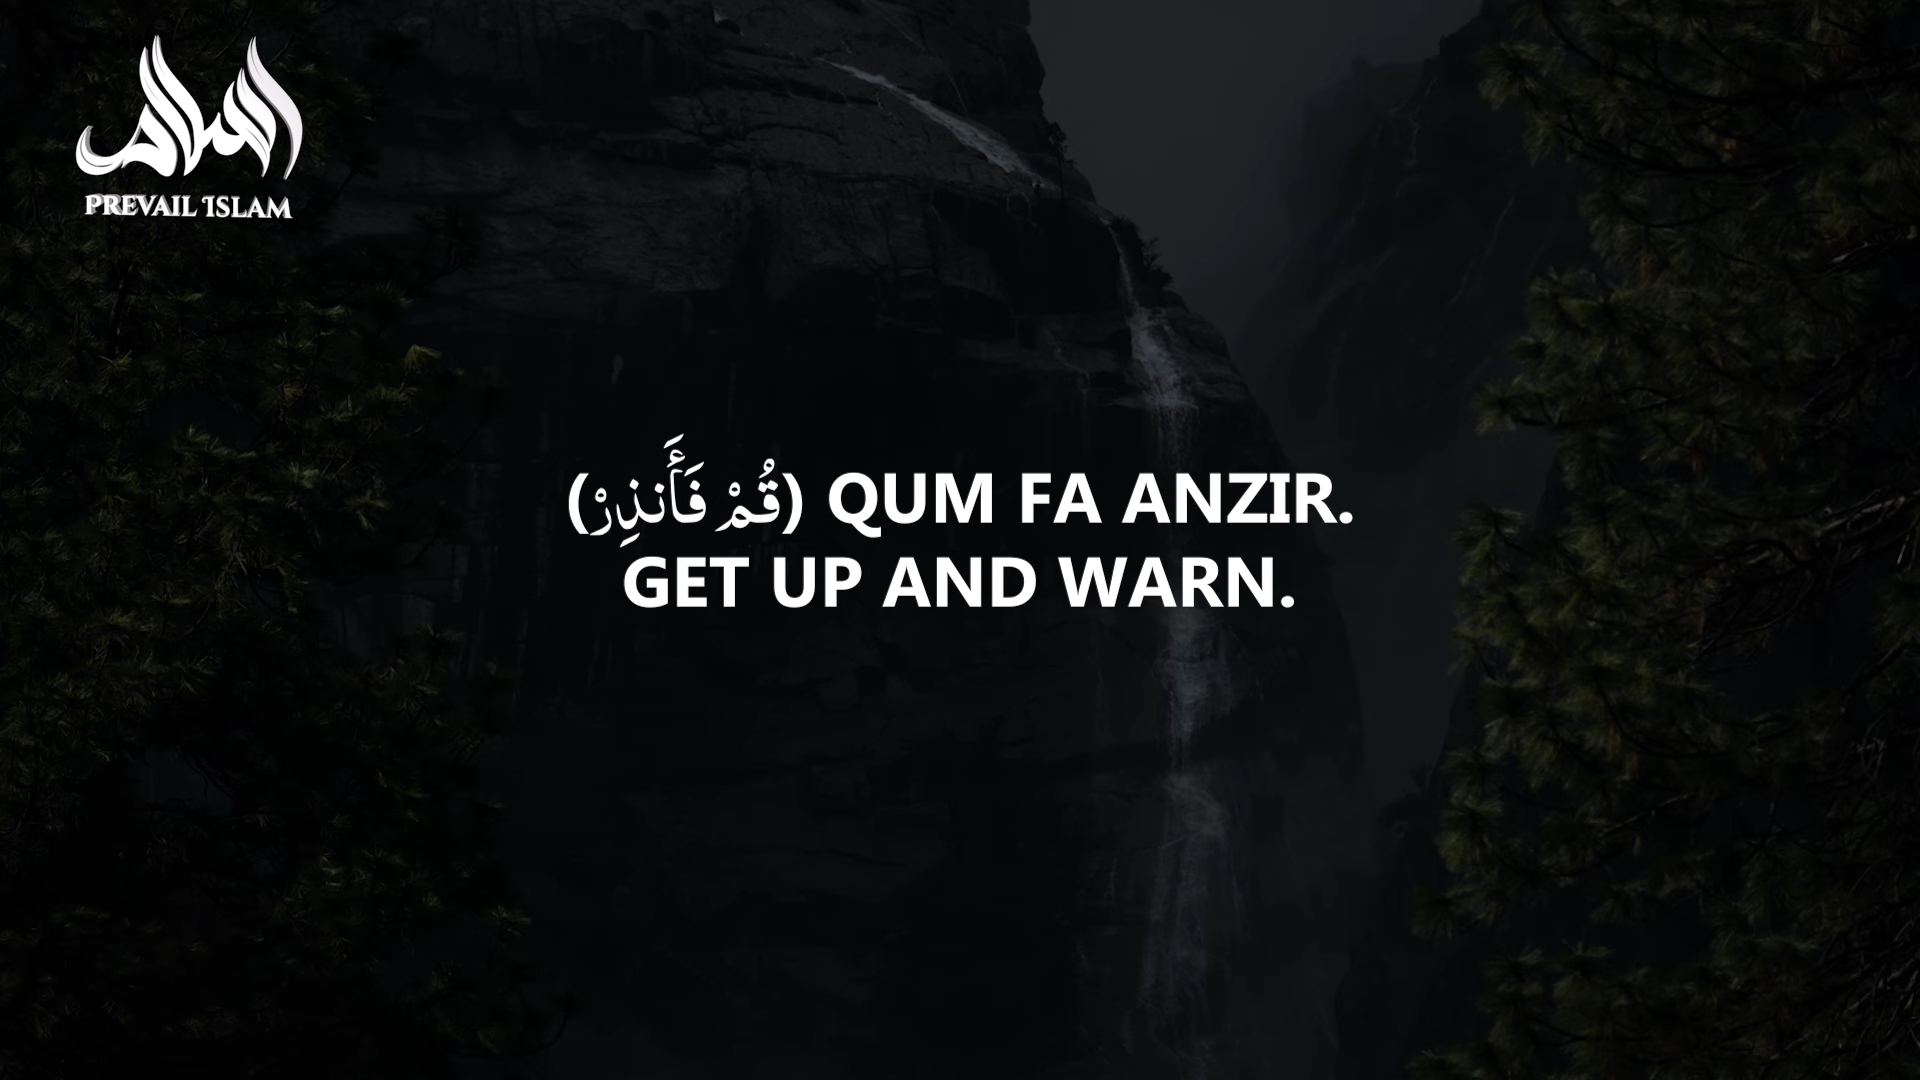 PREVAIL ISLAM
(قُمْ فَأَنذِرْ) QUM FA ANZIR.
GET UP AND WARN.